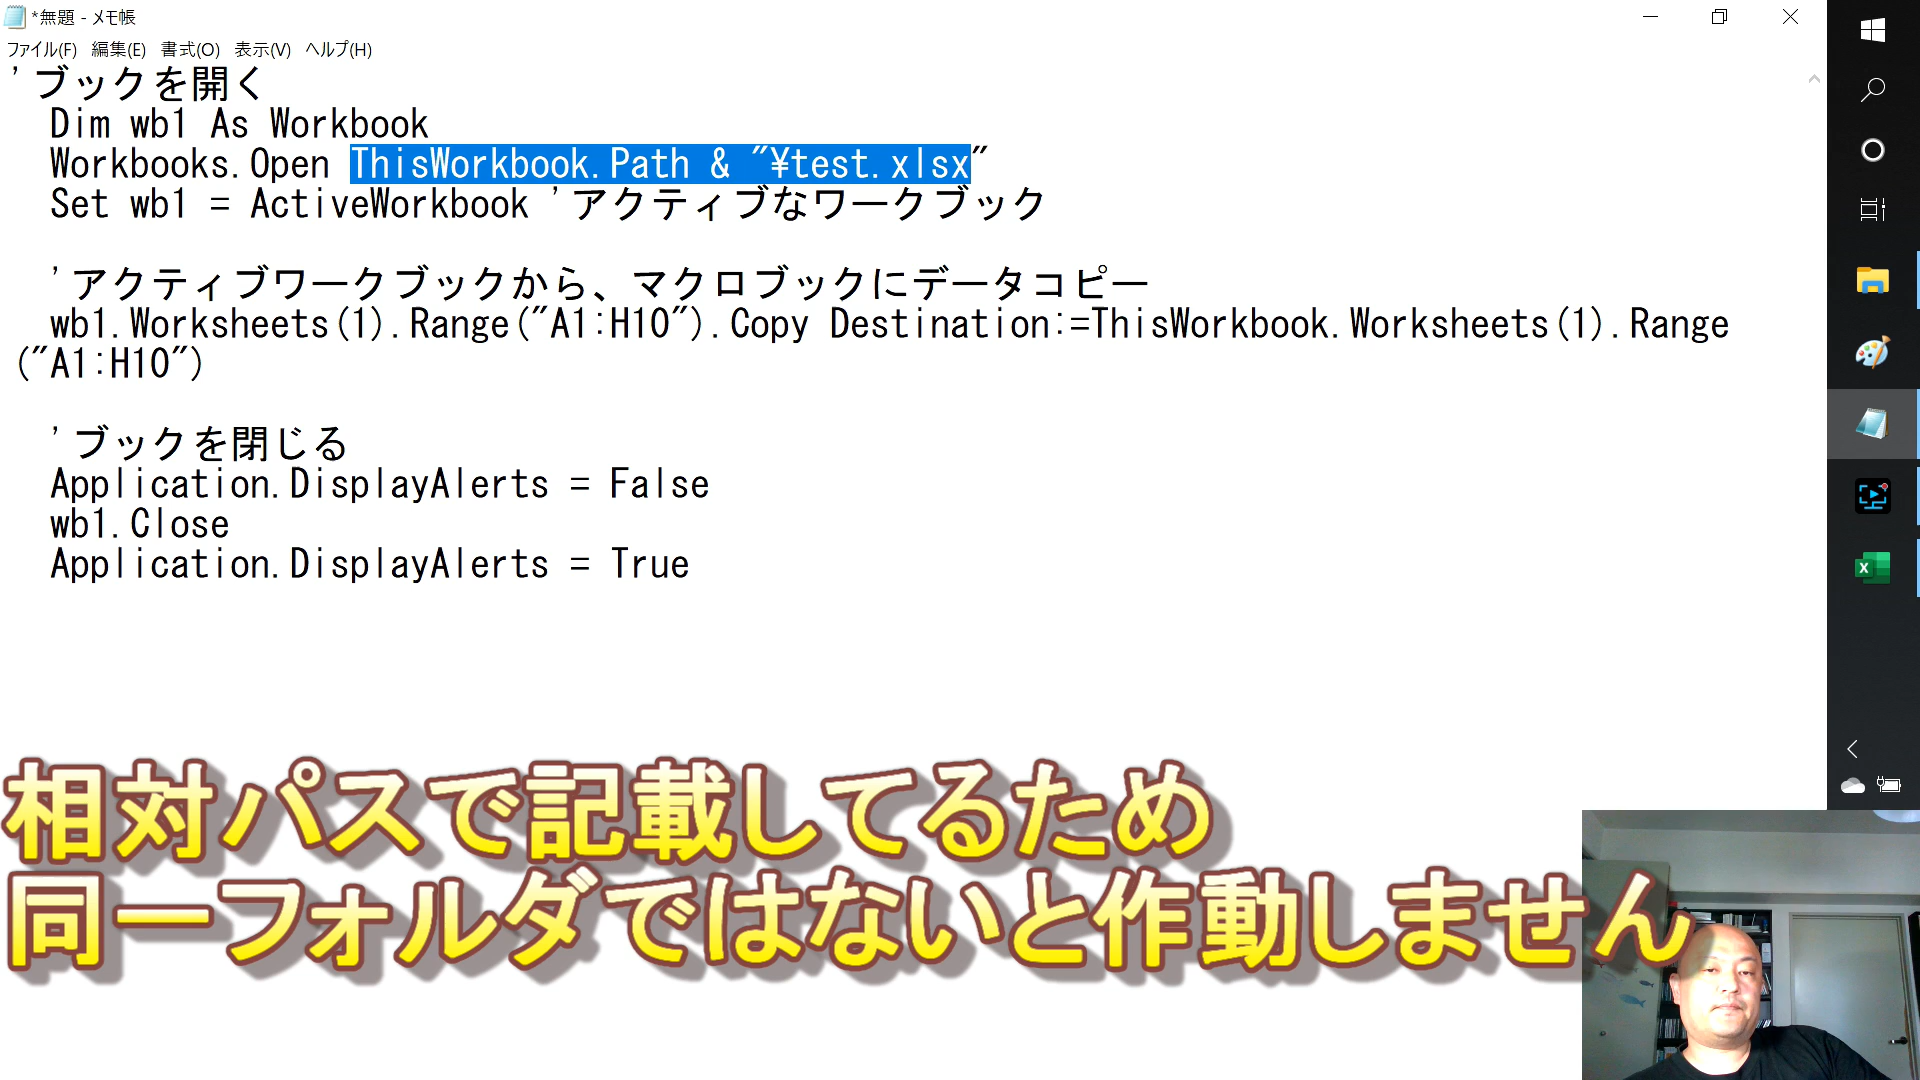 *無題 - メモ帳
ファイル(F) 編集(E) 書式(O) 表示(V) ヘルプ(H)
'ブックを開く
Dim wb1 As Workbook
Workbooks.Open ThisWorkbook.Path & "¥test.xlsx"
Set wb1 = ActiveWorkbook 'アクティブなワークブック
'アクティブワークブックから、マクロブックにデータコピー
wb1.Worksheets(1).Range("A1:H10").Copy Destination:=ThisWorkbook.Worksheets(1).Range
("A1:H10")
'ブックを閉じる
Application.DisplayAlerts = False
wb1.Close
Application.DisplayAlerts = True
相対パスで記載してるため
同一フォルダではないと作動しません